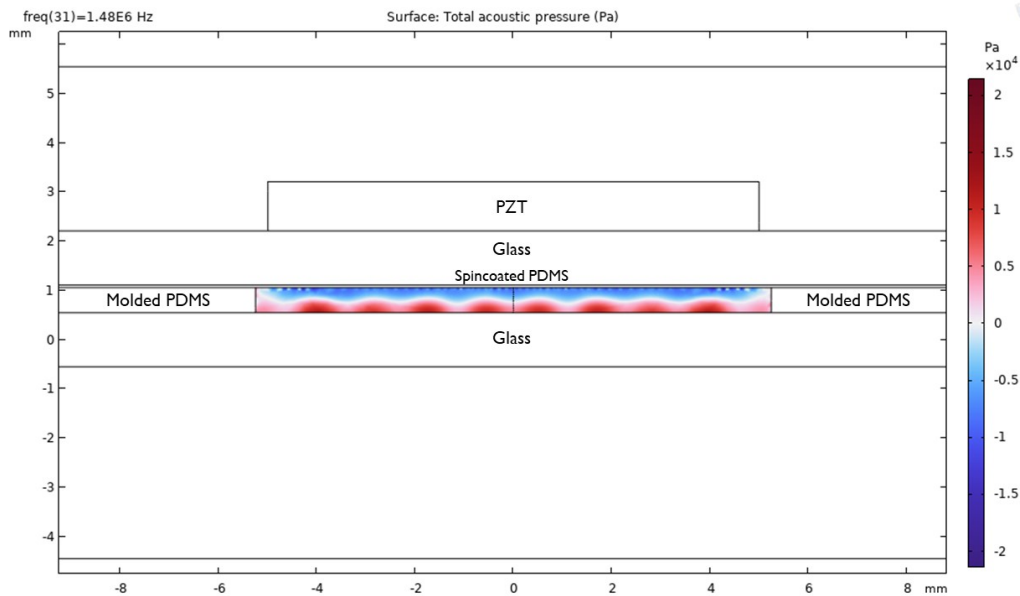 freq(31)=1.48E6 Hz
Surface: Total acoustic pressure (Pa)
mm
Pa
×10⁴
5
4
3
2
1
0
-1
-2
-3
-4
PZT
Glass
Spincoated PDMS
Molded PDMS
Molded PDMS
Glass
2
1.5
1
0.5
0
-0.5
-1
-1.5
-2
-8 -6 -4 -2 0 2 4 6 8 mm